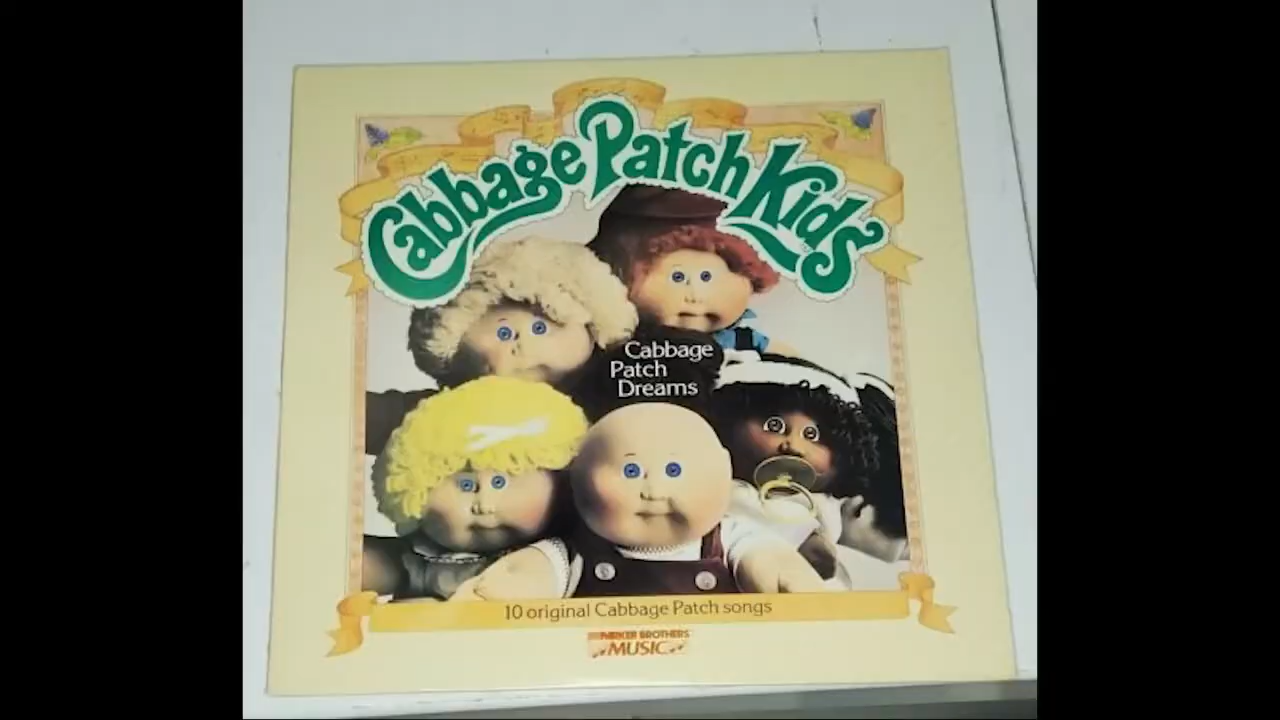 Cabbage Patch Kids
Cabbage
Patch
Dreams
10 original Cabbage Patch songs
PARKER BROTHERS
MUSIC